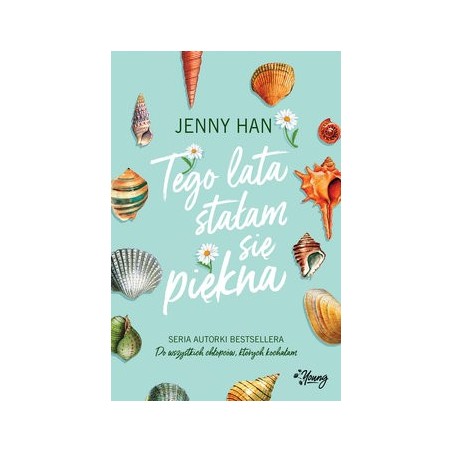 JENNY HAN
Tego lata
stałam
się
piękna
SERIA AUTORKI BESTSELLERA
Do wszystkich chłopców, których kochałam
Young